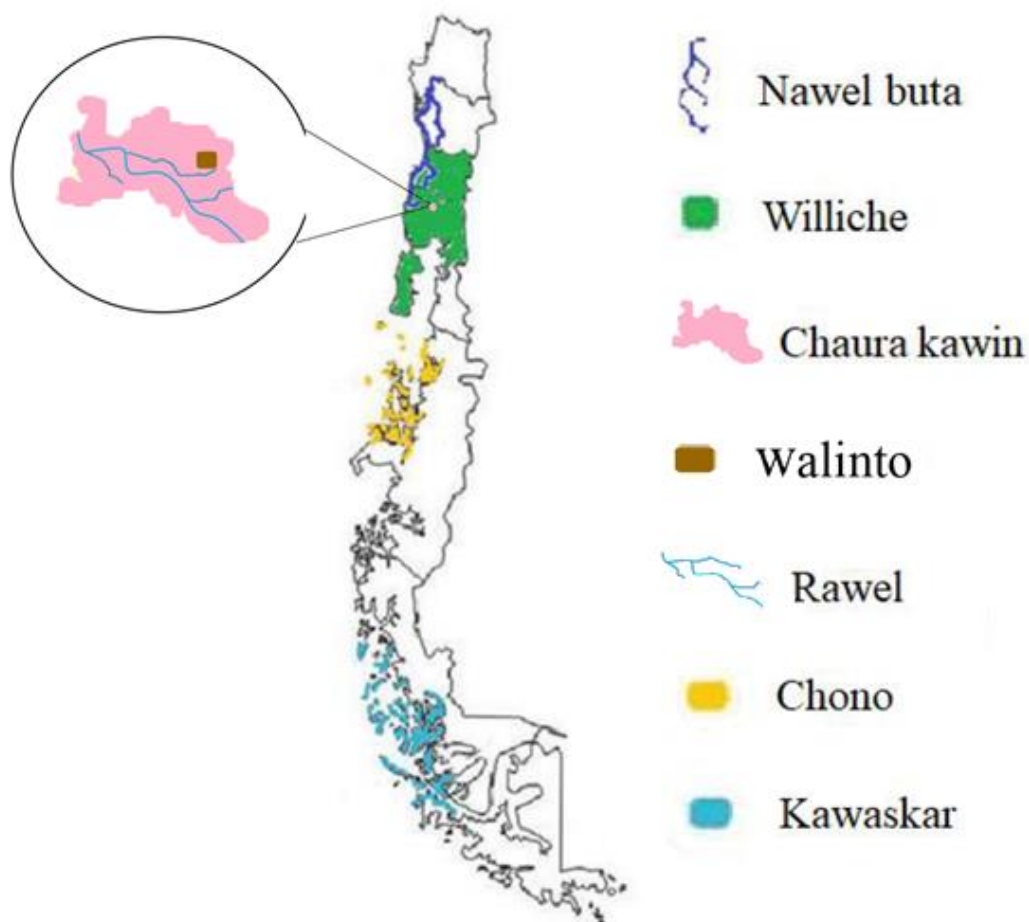 Nawel buta
Williche
Chaura kawin
Walinto
Rawel
Chono
Kawaskar